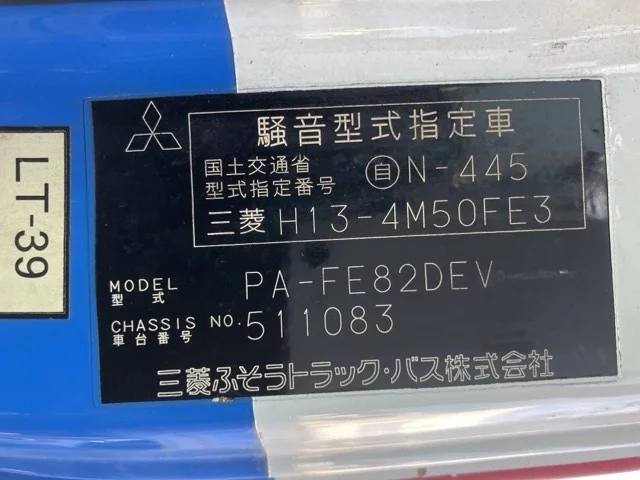 LT-39
騒音型式指定車
国土交通省
型式指定番号
自 N-445
三菱 H13-4M50FE3
MODEL
型式
PA-FE82DEV
CHASSIS NO.
車台番号
511083
三菱ふそうトラック・バス株式会社